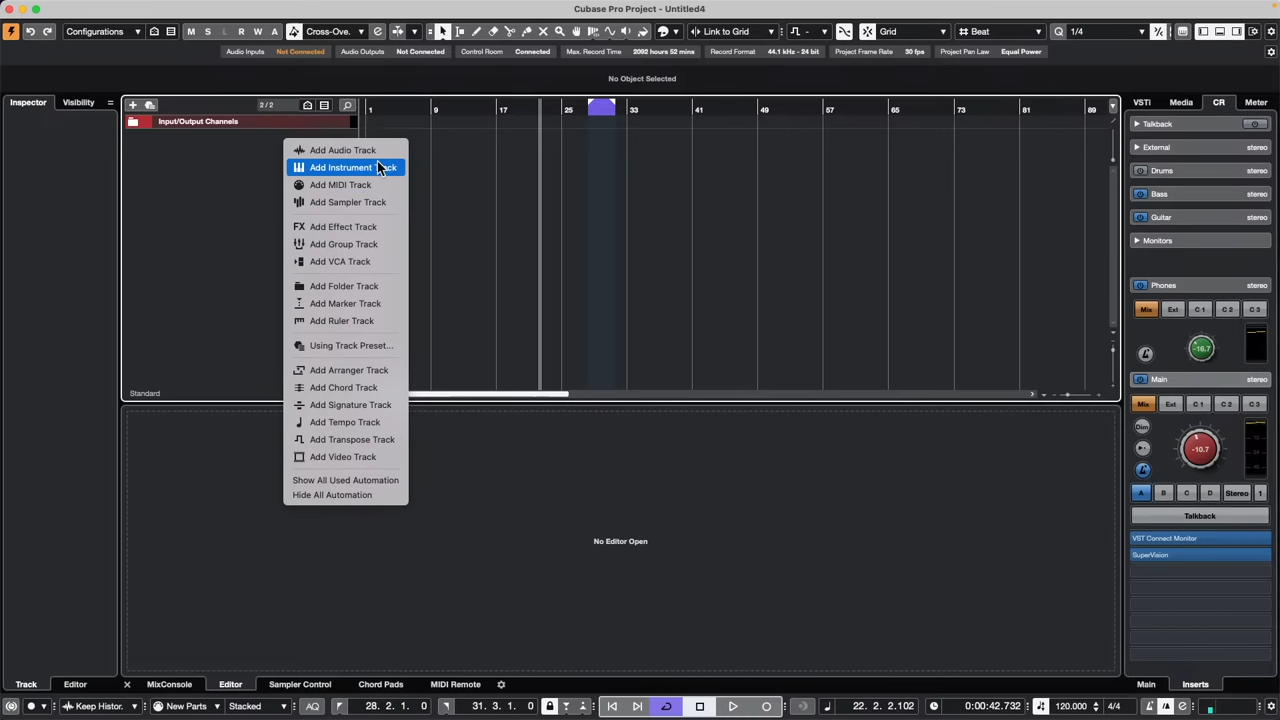 Cubase Pro Project - Untitled4
Configurations M S L R W A Cross-Ove. Link to Grid Grid Beat Q 1/4
Audio Inputs Not Connected Audio Outputs Not Connected Control Room Connected Max. Record Time 2092 hours 52 mins Record Format 44.1 kHz - 24 bit Project Frame Rate 30 fps Project Pan Law Equal Power
No Object Selected
Inspector Visibility 2/2 1 9 17 25 33 41 49 57 65 73 81 89 VSTi Media CR Meter
Input/Output Channels
Talkback
External stereo
Drums stereo
Bass stereo
Guitar stereo
Monitors
Phones stereo
Mix Ext C 1 C 2 C 3
-16.7
Main stereo
Mix Ext C 1 C 2 C 3
Dim
-10.7
A B C D Stereo 1
Talkback
VST Connect Monitor
SuperVision
Add Audio Track
Add Instrument Track
Add MIDI Track
Add Sampler Track
FX Add Effect Track
Add Group Track
Add VCA Track
Add Folder Track
Add Marker Track
Add Ruler Track
Using Track Preset...
Add Arranger Track
Add Chord Track
Add Signature Track
Add Tempo Track
Add Transpose Track
Add Video Track
Show All Used Automation
Hide All Automation
Standard
No Editor Open
Track Editor MixConsole Editor Sampler Control Chord Pads MIDI Remote Main Inserts
Keep Histor. New Parts Stacked AQ 28. 2. 1. 0 31. 3. 1. 0 22. 2. 2.102 0:00:42.732 120.000 4/4